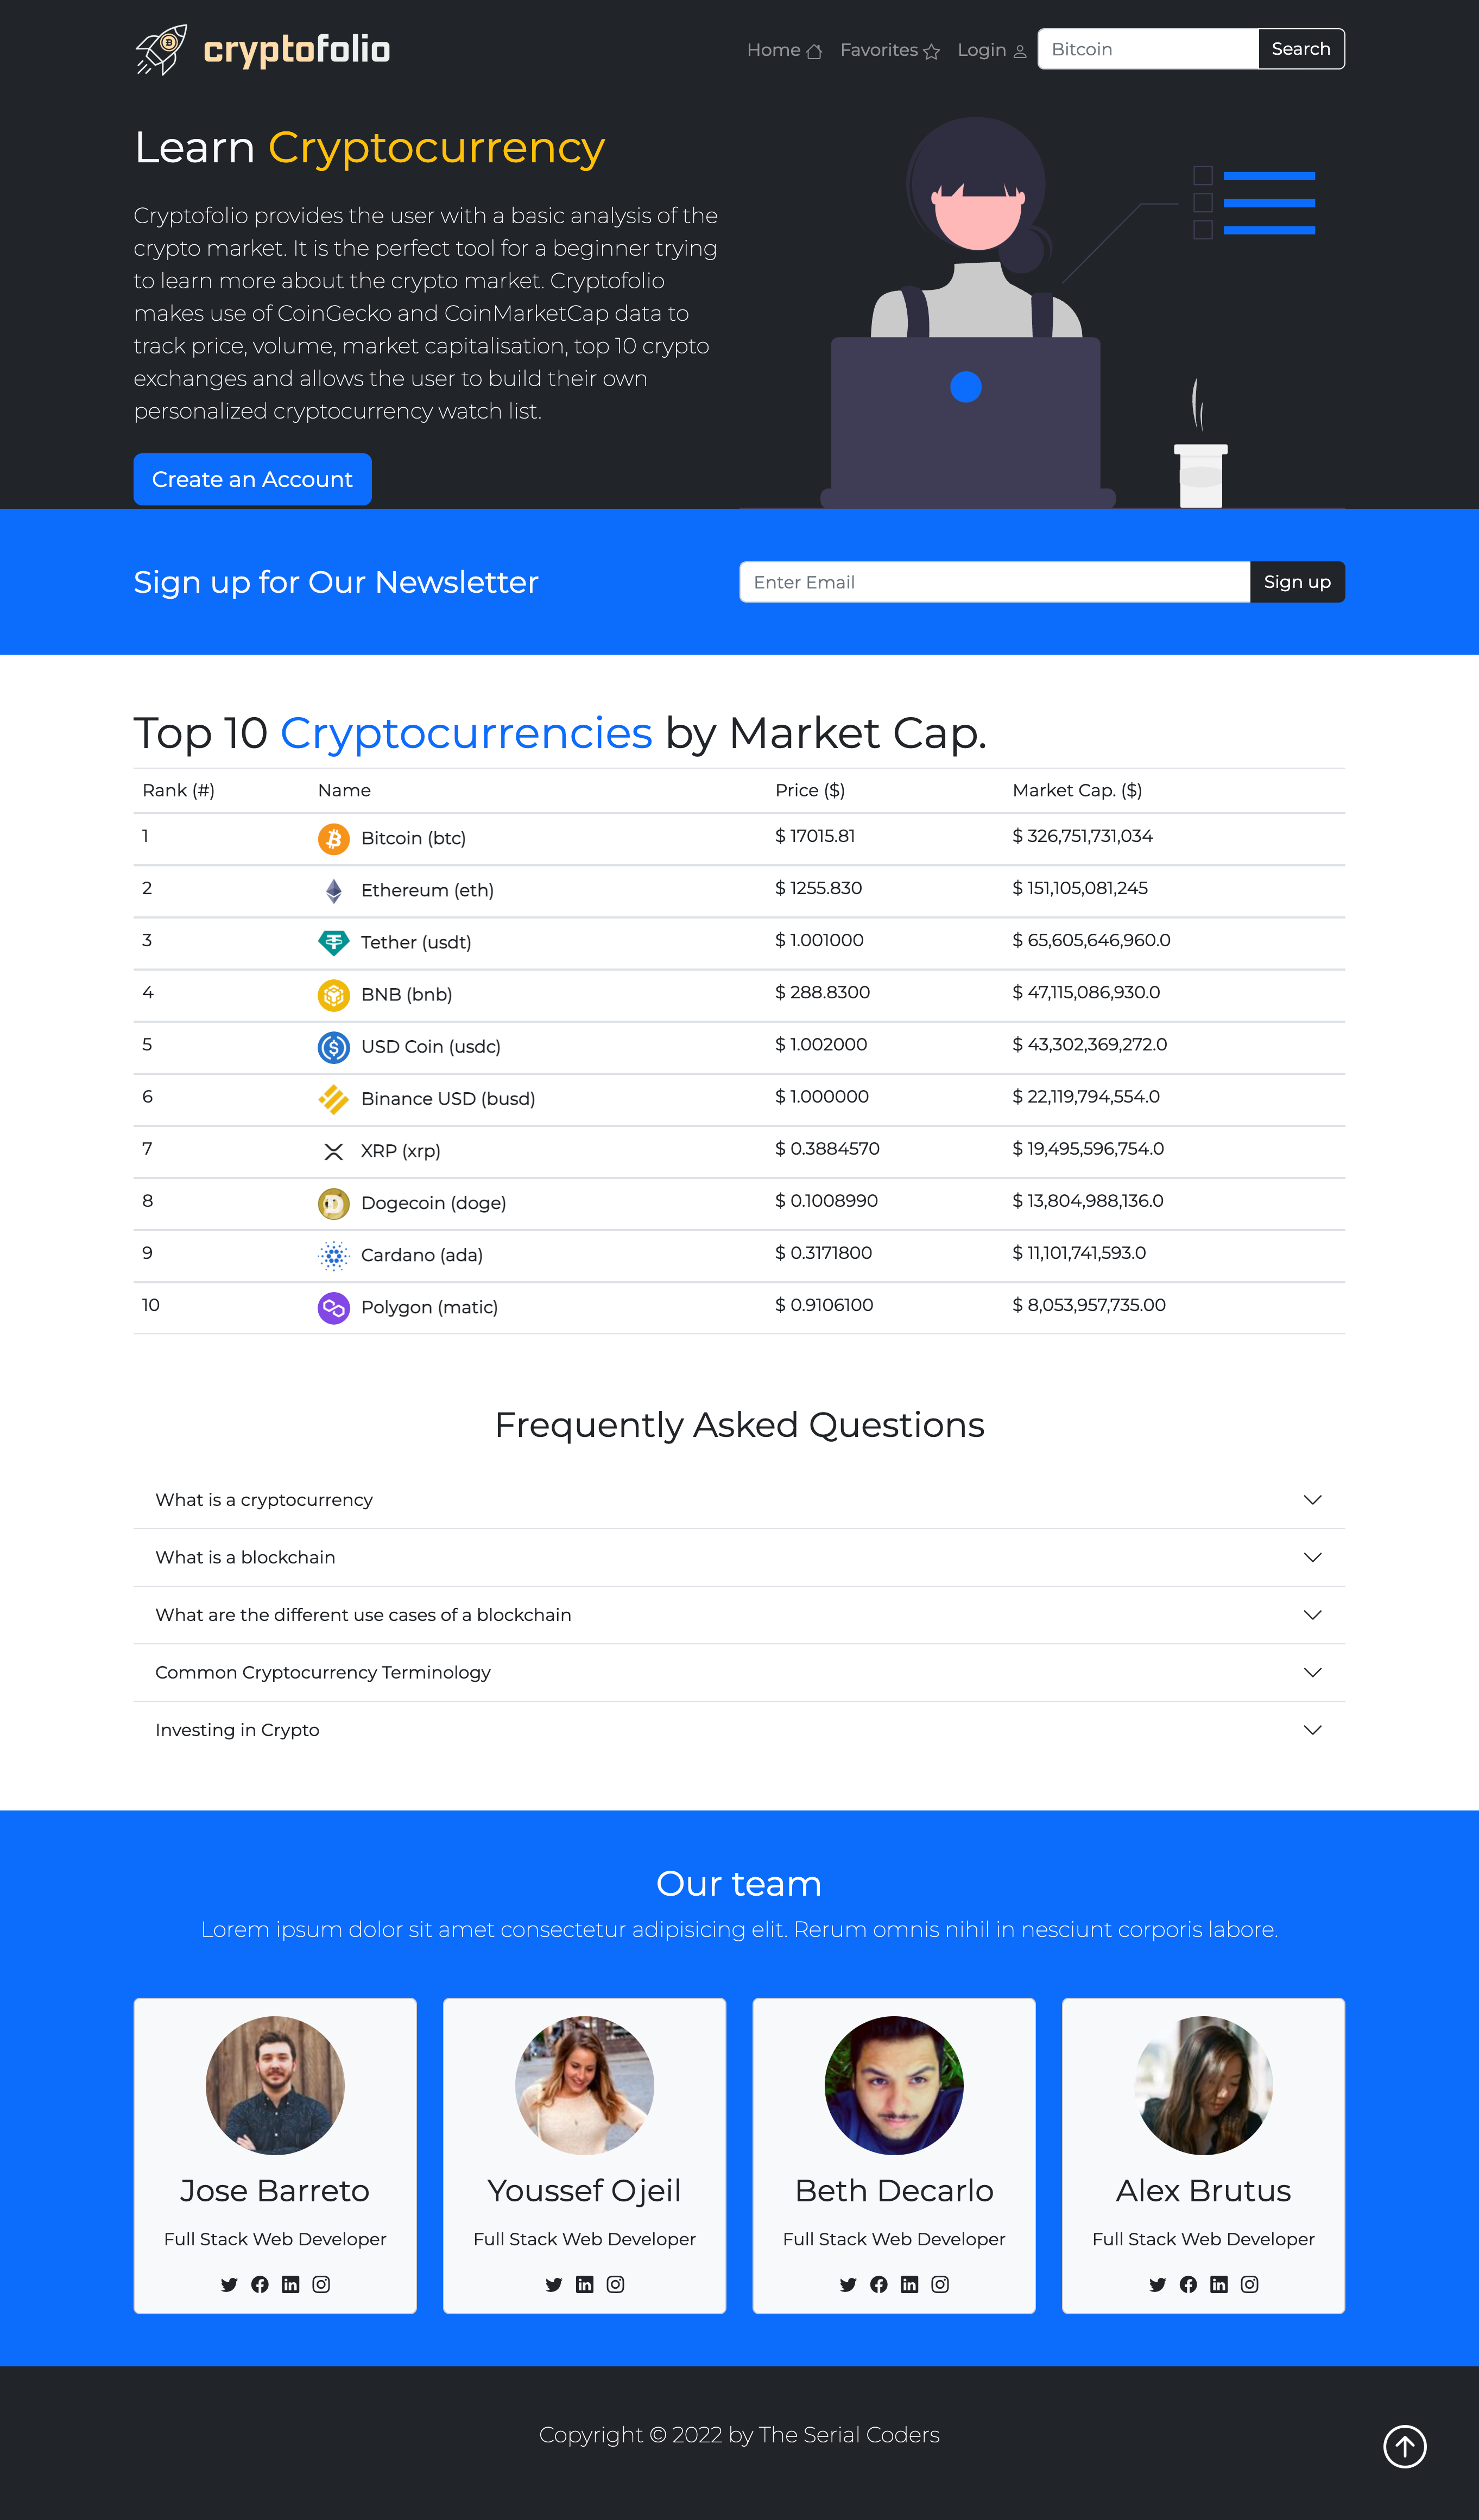 cryptofolio
Home
Favorites
Login
Bitcoin
Search
Learn Cryptocurrency
Cryptofolio provides the user with a basic analysis of the
crypto market. It is the perfect tool for a beginner trying
to learn more about the crypto market. Cryptofolio
makes use of CoinGecko and CoinMarketCap data to
track price, volume, market capitalisation, top 10 crypto
exchanges and allows the user to build their own
personalized cryptocurrency watch list.
Create an Account
Sign up for Our Newsletter
Enter Email
Sign up
Top 10 Cryptocurrencies by Market Cap.
Rank (#) Name Price ($) Market Cap. ($)
1 Bitcoin (btc) $ 17015.81 $ 326,751,731,034
2 Ethereum (eth) $ 1255.830 $ 151,105,081,245
3 Tether (usdt) $ 1.001000 $ 65,605,646,960.0
4 BNB (bnb) $ 288.8300 $ 47,115,086,930.0
5 USD Coin (usdc) $ 1.002000 $ 43,302,369,272.0
6 Binance USD (busd) $ 1.000000 $ 22,119,794,554.0
7 XRP (xrp) $ 0.3884570 $ 19,495,596,754.0
8 Dogecoin (doge) $ 0.1008990 $ 13,804,988,136.0
9 Cardano (ada) $ 0.3171800 $ 11,101,741,593.0
10 Polygon (matic) $ 0.9106100 $ 8,053,957,735.00
Frequently Asked Questions
What is a cryptocurrency
What is a blockchain
What are the different use cases of a blockchain
Common Cryptocurrency Terminology
Investing in Crypto
Our team
Lorem ipsum dolor sit amet consectetur adipisicing elit. Rerum omnis nihil in nesciunt corporis labore.
Jose Barreto
Full Stack Web Developer
Youssef Ojeil
Full Stack Web Developer
Beth Decarlo
Full Stack Web Developer
Alex Brutus
Full Stack Web Developer
Copyright © 2022 by The Serial Coders